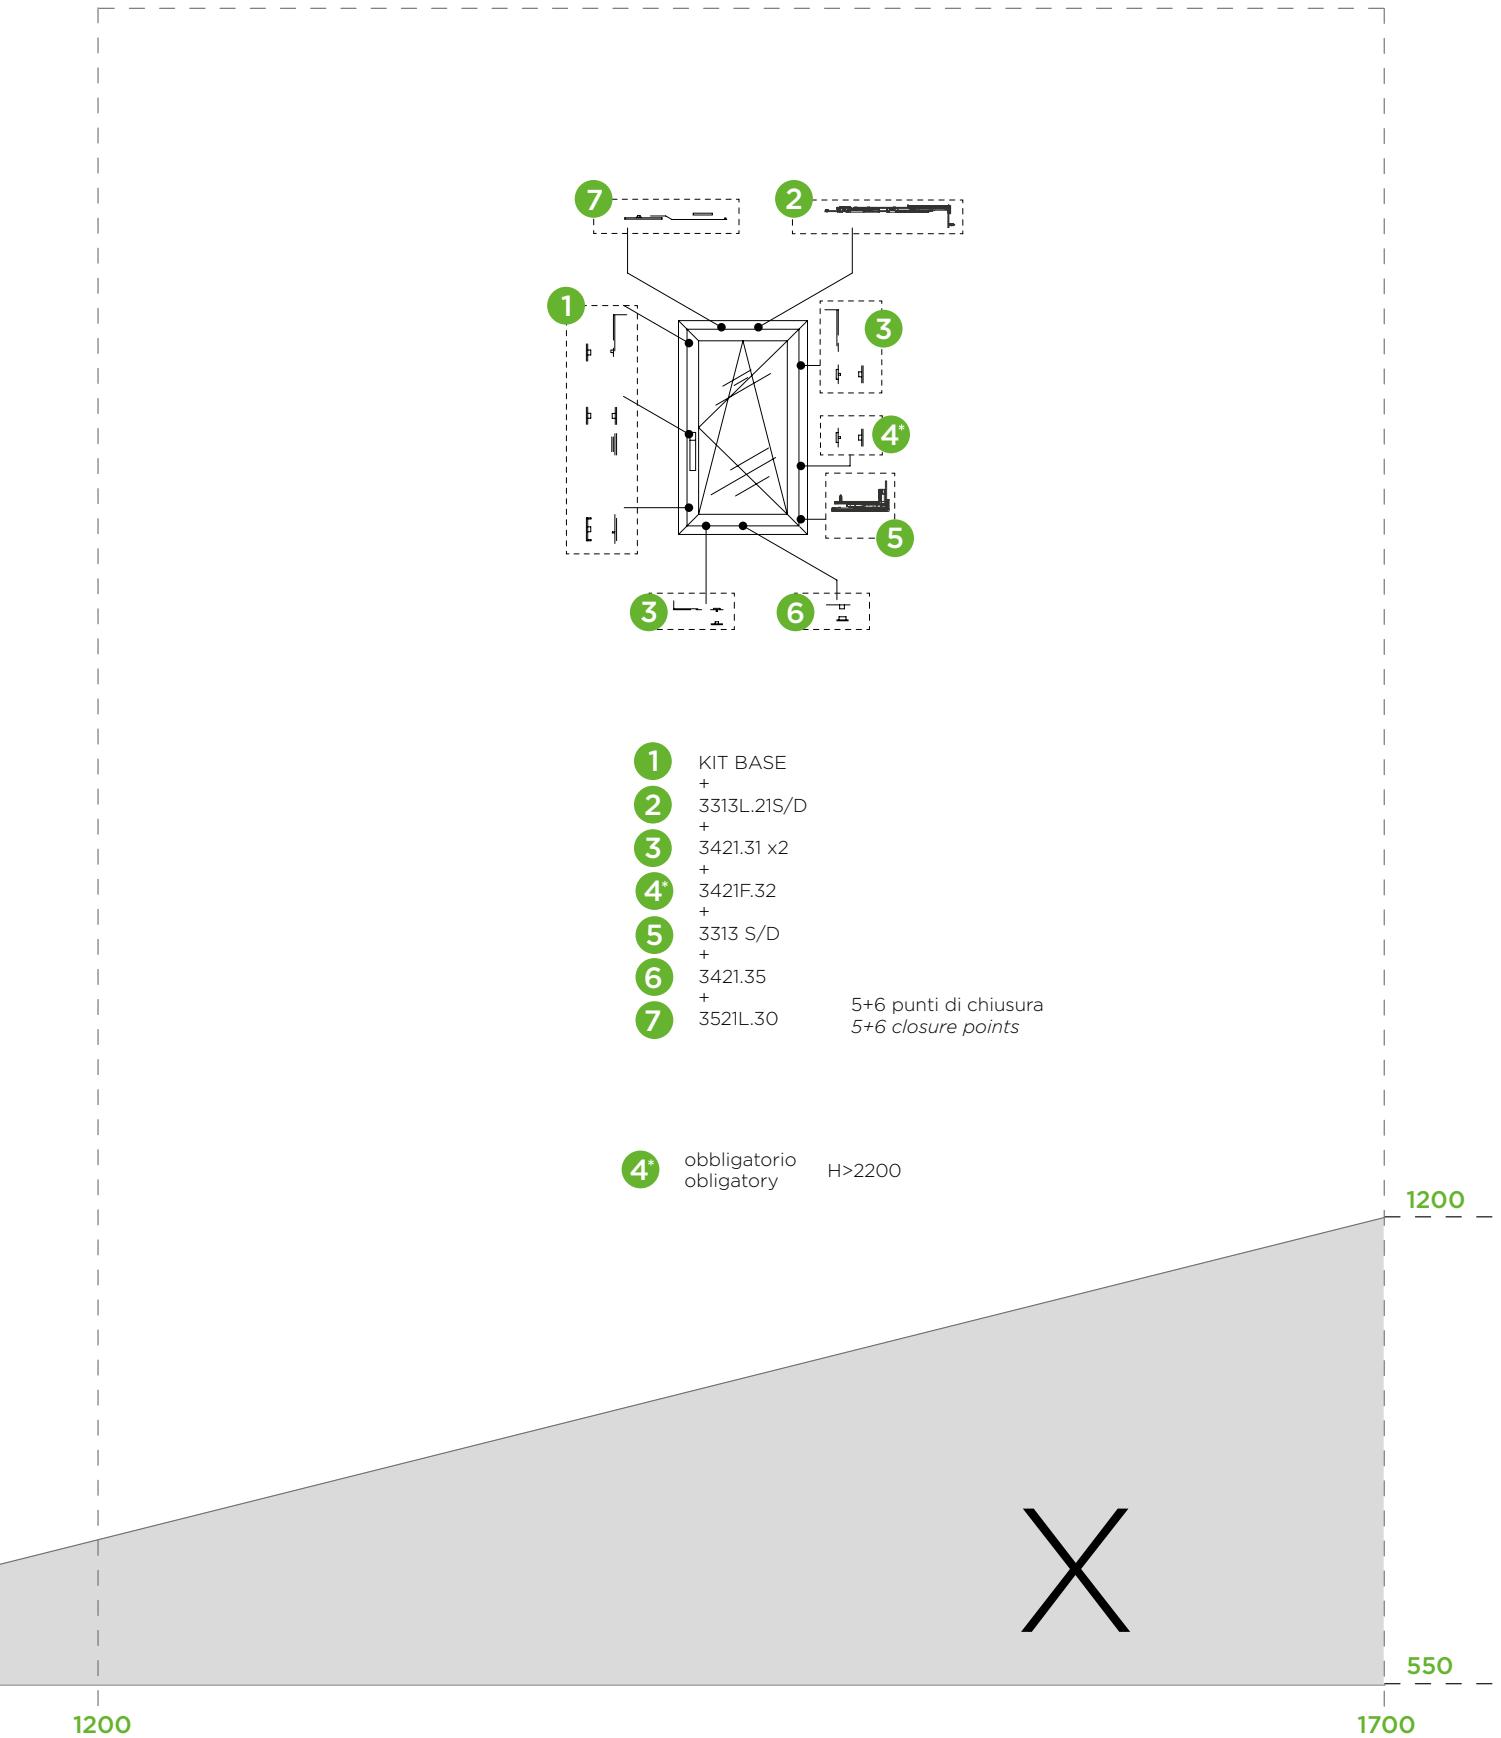 7
2
1
3
4*
5
3
6
1 KIT BASE
+
2 3313L.21S/D
+
3 3421.31 x2
+
4* 3421F.32
+
5 3313 S/D
+
6 3421.35
+
7 3521L.30
5+6 punti di chiusura
5+6 closure points
4* obbligatorio
obligatory
H>2200
1200
X
550
1200
1700